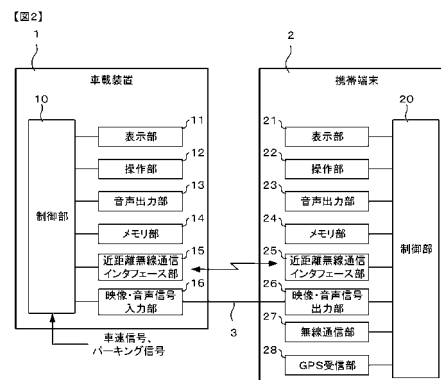 【図2】
1
車載装置
10
制御部
11
表示部
12
操作部
13
音声出力部
14
メモリ部
15
近距離無線通信
インタフェース部
16
映像・音声信号
入力部
車速信号、
パーキング信号
3
2
携帯端末
20
制御部
21
表示部
22
操作部
23
音声出力部
24
メモリ部
25
近距離無線通信
インタフェース部
26
映像・音声信号
出力部
27
無線通信部
28
GPS受信部